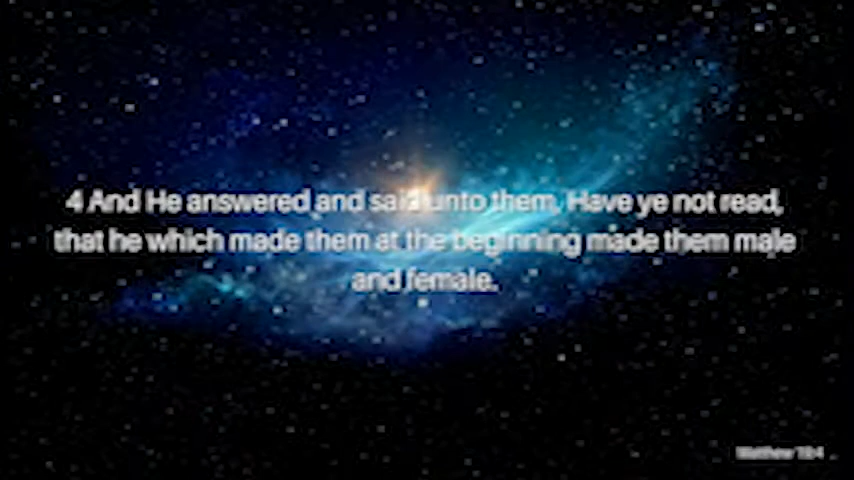 4 And He answered and said unto them, Have ye not read,
that he which made them at the beginning made them male
and female.
Matthew 19:4